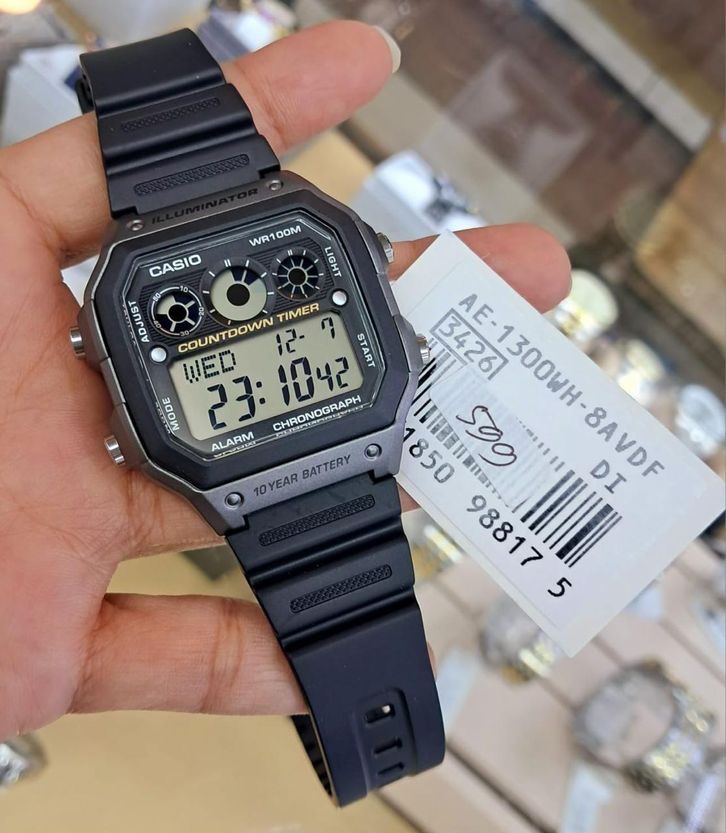 ILLUMINATOR
WR100M
CASIO
LIGHT
ADJUST
COUNTDOWN TIMER
WED 12-7
23:10 42
START
MODE
ALARM CHRONOGRAPH
10 YEAR BATTERY
AE-1300WH-8AVDF
3426 DI
599
1850 98817 5